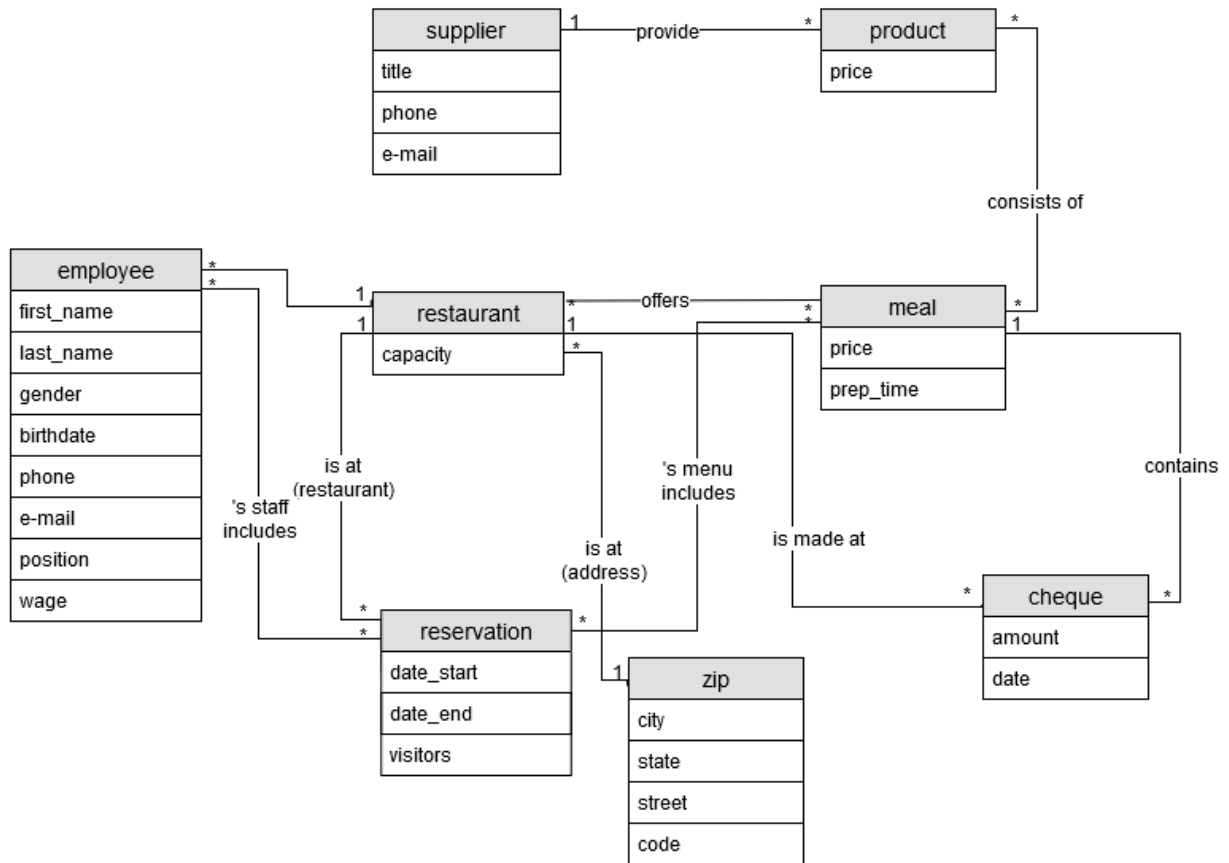 supplier
title
phone
e-mail
1
provide
*
product
price
*
consists of
employee
first_name
last_name
gender
birthdate
phone
e-mail
position
wage
*
*
1
1
restaurant
capacity
*
1
*
offers
*
*
meal
price
prep_time
*
1
is at
(restaurant)
's staff
includes
's menu
includes
is at
(address)
is made at
contains
*
*
reservation
date_start
date_end
visitors
*
1
zip
city
state
street
code
*
cheque
amount
date
*